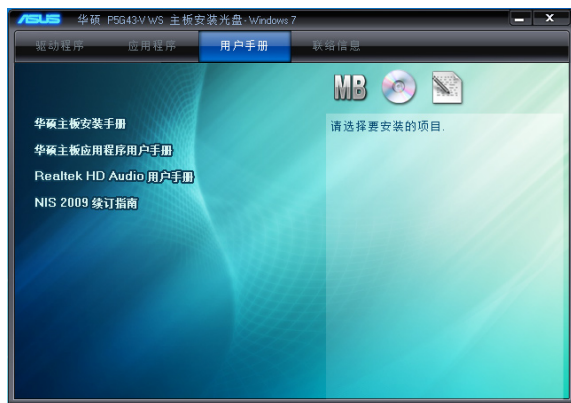 ASUS 华硕 P5G43-V WS 主板安装光盘-Windows 7
驱动程序 应用程序 用户手册 联络信息
MB
华硕主板安装手册
华硕主板应用程序用户手册
Realtek HD Audio 用户手册
NIS 2009 续订指南
请选择要安装的项目.